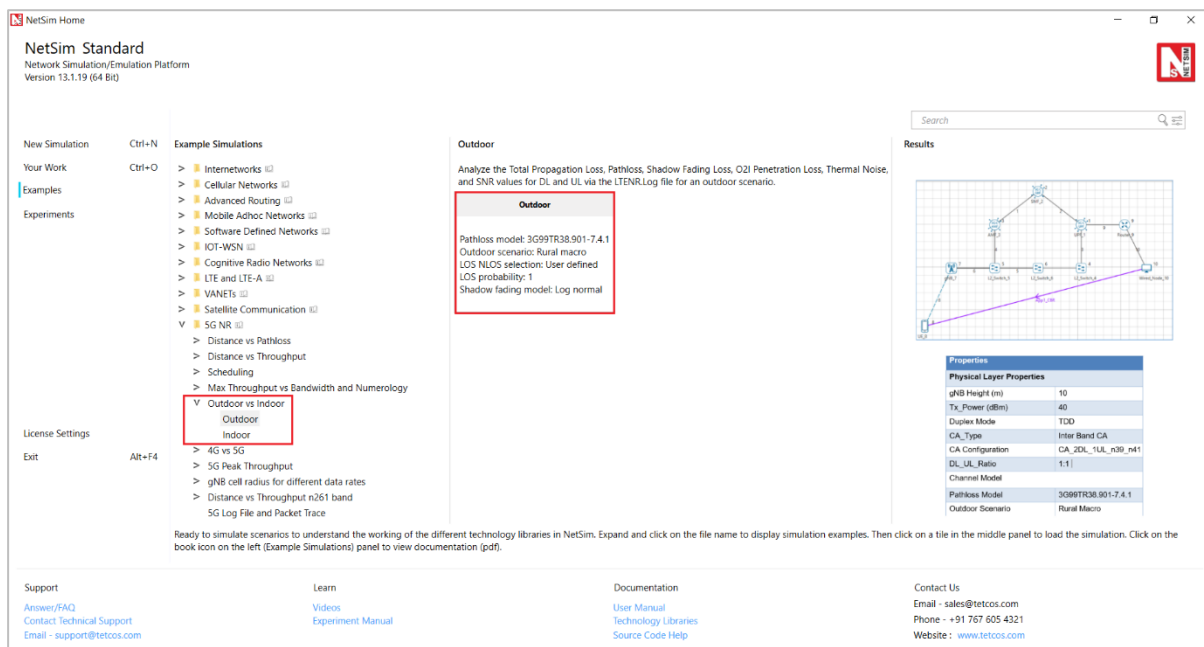 NetSim Home
NetSim Standard
Network Simulation/Emulation Platform
Version 13.1.19 (64 Bit)
NETSIM
Search
New Simulation Ctrl+N
Your Work Ctrl+O
Examples
Experiments
License Settings
Exit Alt+F4
Example Simulations
> Internetworks
> Cellular Networks
> Advanced Routing
> Mobile Adhoc Networks
> Software Defined Networks
> IOT-WSN
> Cognitive Radio Networks
> LTE and LTE-A
> VANETs
> Satellite Communication
V 5G NR
> Distance vs Pathloss
> Distance vs Throughput
> Scheduling
> Max Throughput vs Bandwidth and Numerology
V Outdoor vs Indoor
Outdoor
Indoor
> 4G vs 5G
> 5G Peak Throughput
> gNB cell radius for different data rates
> Distance vs Throughput n261 band
5G Log File and Packet Trace
Outdoor
Analyze the Total Propagation Loss, Pathloss, Shadow Fading Loss, O2I Penetration Loss, Thermal Noise,
and SNR values for DL and UL via the LTENR.Log file for an outdoor scenario.
Outdoor
Pathloss model: 3G99TR38.901-7.4.1
Outdoor scenario: Rural macro
LOS NLOS selection: User defined
LOS probability: 1
Shadow fading model: Log normal
Results
Properties
Physical Layer Properties
gNB Height (m) 10
Tx_Power (dBm) 40
Duplex Mode TDD
CA_Type Inter Band CA
CA Configuration CA_2DL_1UL_n39_n41
DL_UL_Ratio 1:1
Channel Model
Pathloss Model 3G99TR38.901-7.4.1
Outdoor Scenario Rural Macro
Ready to simulate scenarios to understand the working of the different technology libraries in NetSim. Expand and click on the file name to display simulation examples. Then click on a tile in the middle panel to load the simulation. Click on the
book icon on the left (Example Simulations) panel to view documentation (pdf).
Support
Answer/FAQ
Contact Technical Support
Email - support@tetcos.com
Learn
Videos
Experiment Manual
Documentation
User Manual
Technology Libraries
Source Code Help
Contact Us
Email - sales@tetcos.com
Phone - +91 767 605 4321
Website : www.tetcos.com